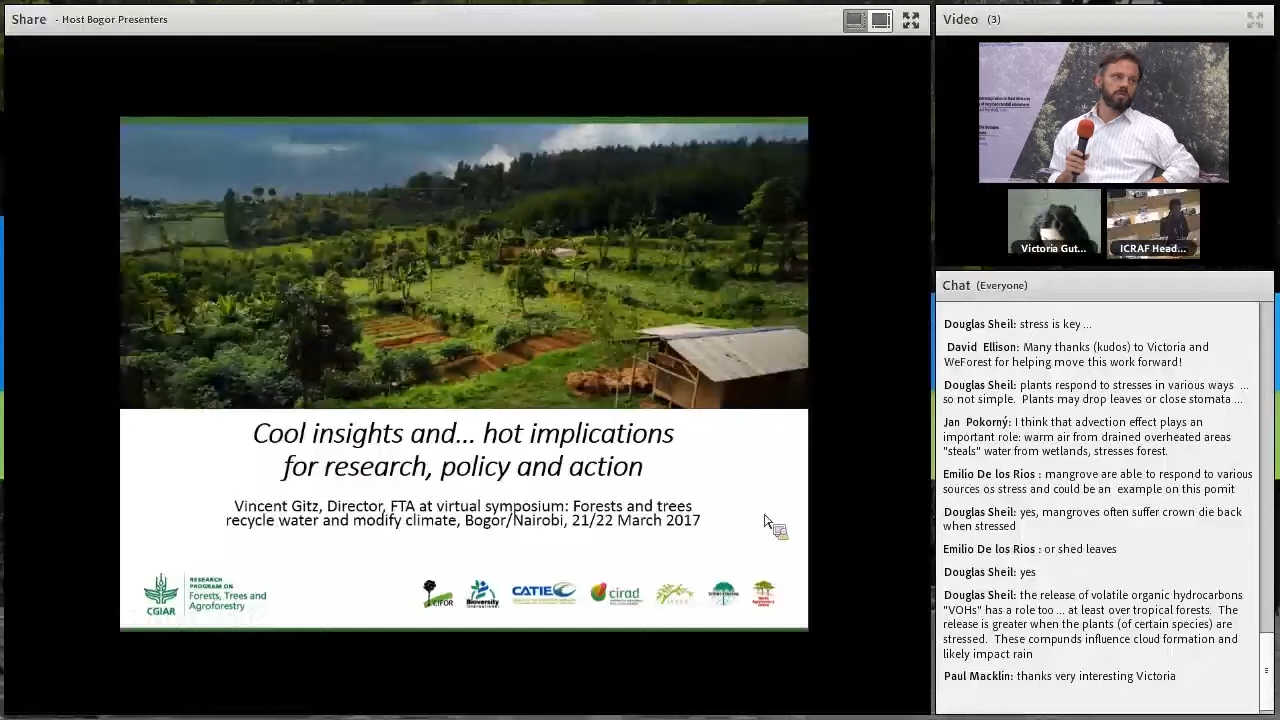 Share - Host Bogor Presenters
Cool insights and... hot implications
for research, policy and action
Vincent Gitz, Director, FTA at virtual symposium: Forests and trees
recycle water and modify climate, Bogor/Nairobi, 21/22 March 2017
CGIAR
RESEARCH
PROGRAM ON
Forests, Trees and
Agroforestry
CIFOR
Bioversity
International
CATIE
cirad
Video (3)
Victoria Gut...
ICRAF Head...
Chat (Everyone)
Douglas Sheil: stress is key ...
David Ellison: Many thanks (kudos) to Victoria and
WeForest for helping move this work forward!
Douglas Sheil: plants respond to stresses in various ways ...
so not simple. Plants may drop leaves or close stomata ...
Jan Pokorný: I think that advection effect plays an
important role: warm air from drained overheated areas
"steals" water from wetlands, stresses forest.
Emilio De los Rios : mangrove are able to respond to various
sources os stress and could be an example on this pomit
Douglas Sheil: yes, mangroves often suffer crown die back
when stressed
Emilio De los Rios : or shed leaves
Douglas Sheil: yes
Douglas Sheil: the release of volatile organic hydrocarbons
"VOHs" has a role too ... at least over tropical forests. The
release is greater when the plants (of certain species) are
stressed. These compunds influence cloud formation and
likely impact rain
Paul Macklin: thanks very interesting Victoria